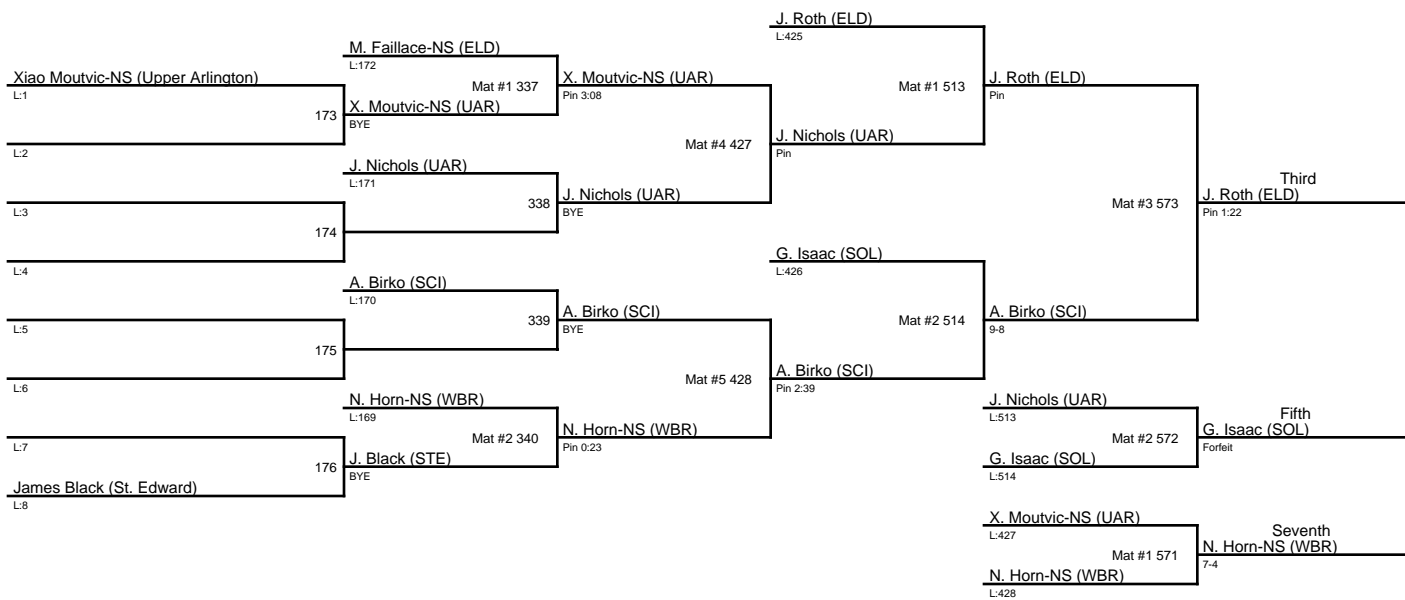 J. Roth (ELD)
L:425
M. Faillace-NS (ELD)
L:172
Xiao Moutvic-NS (Upper Arlington)
L:1
Mat #1 337
X. Moutvic-NS (UAR)
Pin 3:08
Mat #1 513
J. Roth (ELD)
Pin
173
X. Moutvic-NS (UAR)
BYE
L:2
Mat #4 427
J. Nichols (UAR)
Pin
J. Nichols (UAR)
L:171
L:3
338
J. Nichols (UAR)
BYE
Mat #3 573
Third
J. Roth (ELD)
Pin 1:22
174
L:4
G. Isaac (SOL)
L:426
A. Birko (SCI)
L:170
L:5
339
A. Birko (SCI)
BYE
Mat #2 514
A. Birko (SCI)
9-8
175
L:6
Mat #5 428
A. Birko (SCI)
Pin 2:39
N. Horn-NS (WBR)
L:169
J. Nichols (UAR)
L:513
L:7
Mat #2 340
N. Horn-NS (WBR)
Pin 0:23
Mat #2 572
Fifth
G. Isaac (SOL)
Forfeit
176
J. Black (STE)
BYE
G. Isaac (SOL)
L:514
James Black (St. Edward)
L:8
X. Moutvic-NS (UAR)
L:427
Mat #1 571
Seventh
N. Horn-NS (WBR)
7-4
N. Horn-NS (WBR)
L:428